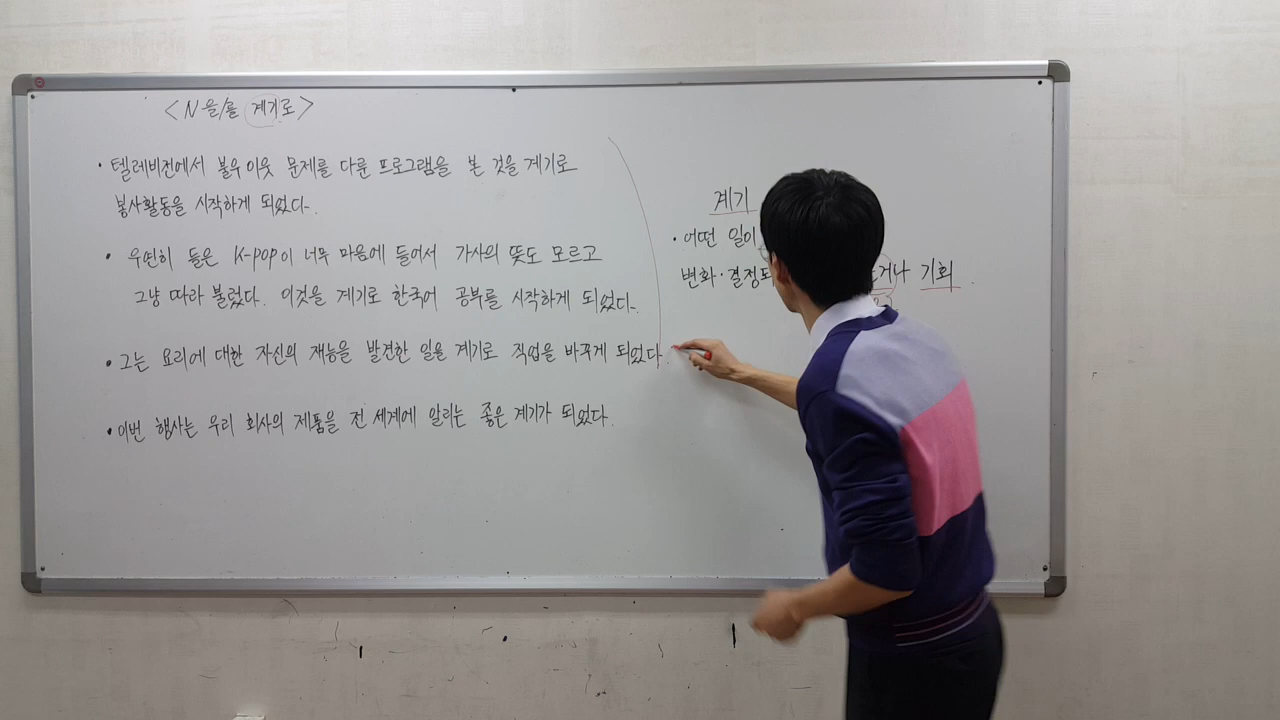 <N 을/를 계기로>
· 텔레비전에서 불우이웃 문제를 다룬 프로그램을 본 것을 계기로
봉사활동을 시작하게 되었다.
· 우연히 들은 K-pop이 너무 마음에 들어서 가사의 뜻도 모르고
그냥 따라 불렀다. 이것을 계기로 한국어 공부를 시작하게 되었다.
· 그는 요리에 대한 자신의 재능을 발견한 일을 계기로 직업을 바꾸게 되었다.
· 이번 행사는 우리 회사의 제품을 전 세계에 알리는 좋은 계기가 되었다.
계기
· 어떤 일이
변화·결정되 거나 기회.